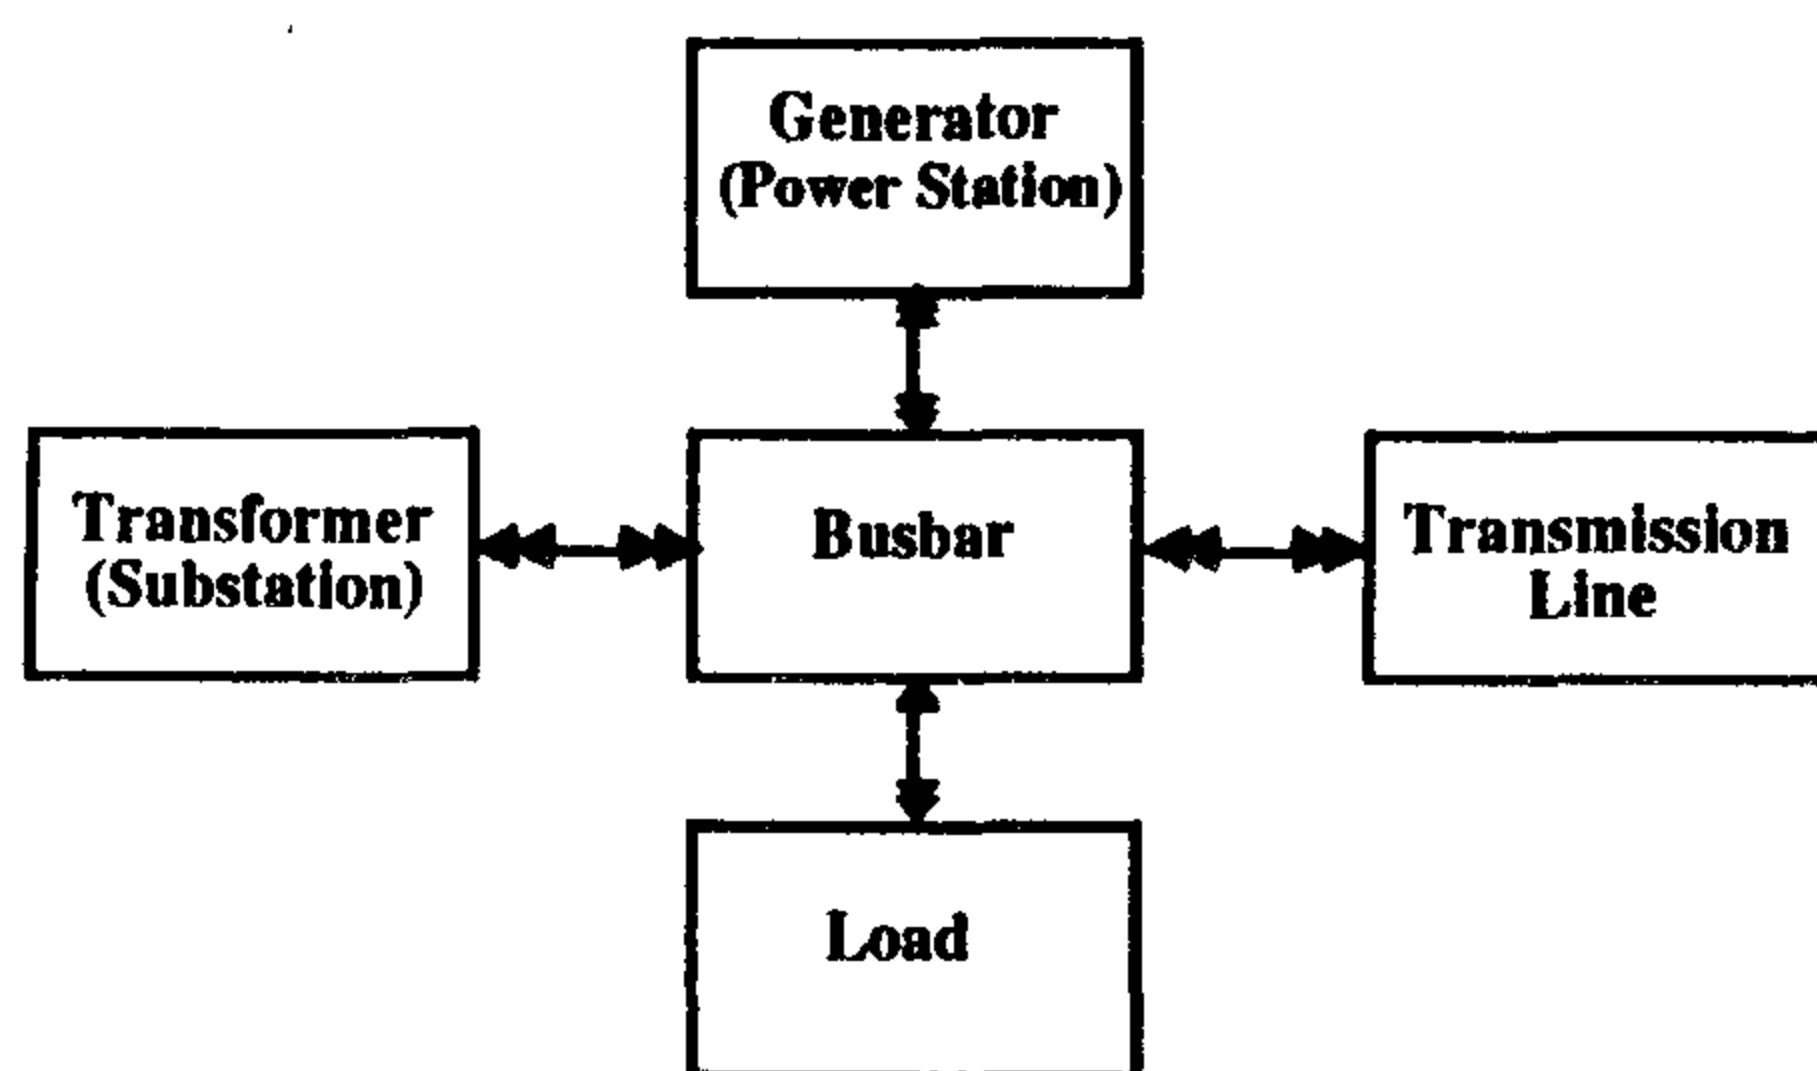 Generator
(Power Station)
Transformer
(Substation)
Busbar
Transmission
Line
Load